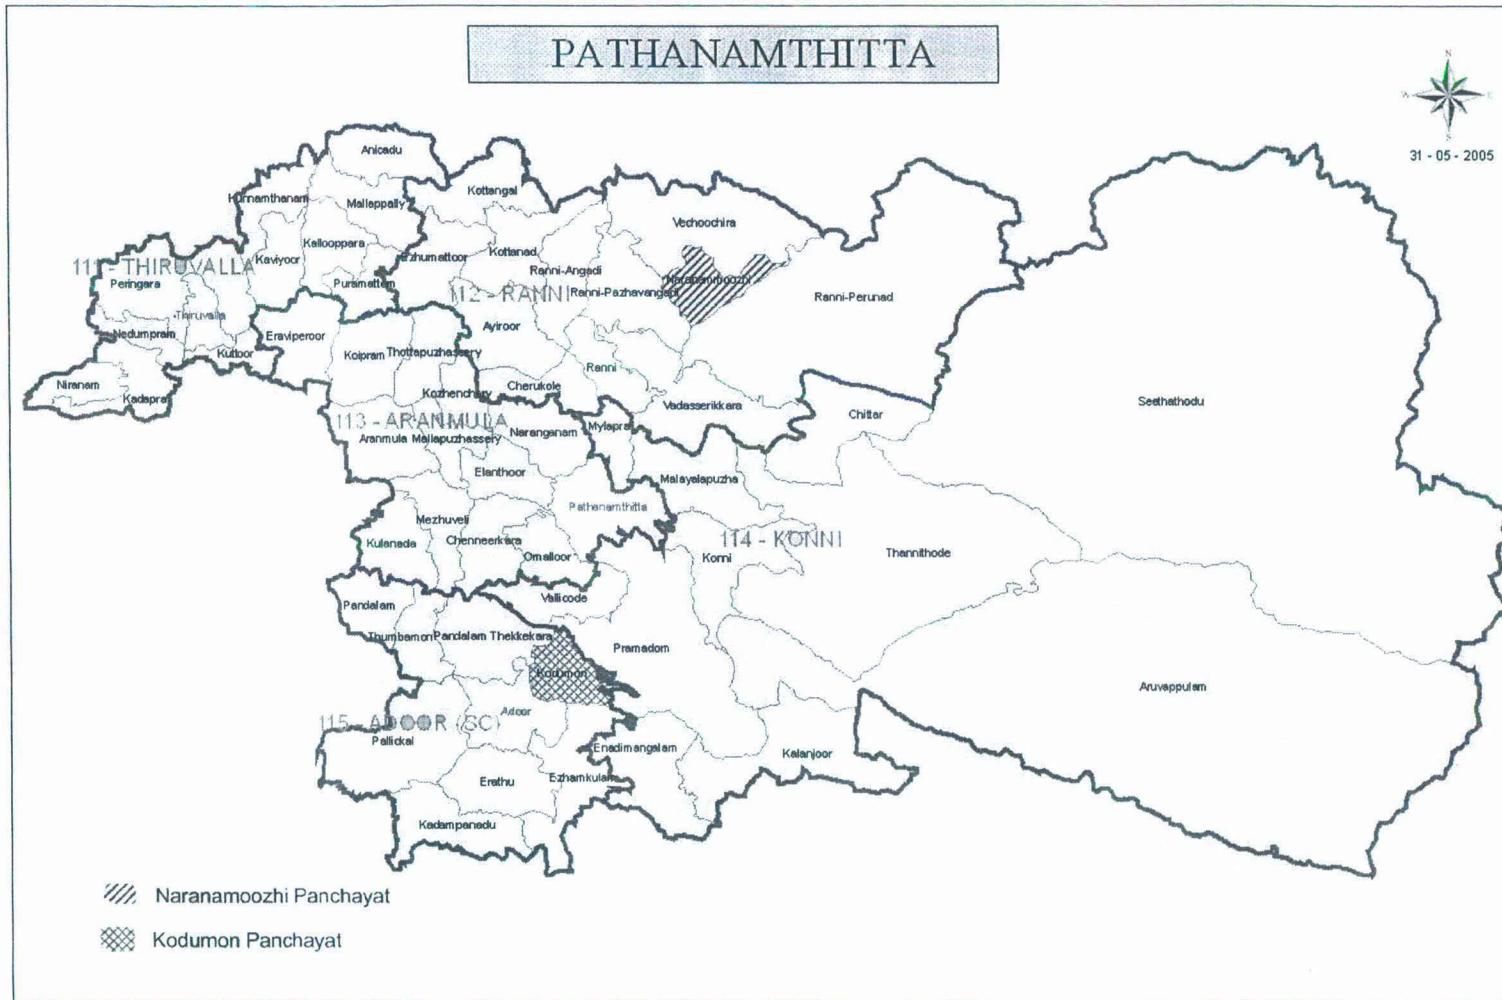 PATHANAMTHITTA
N
W
E
S
31 - 05 - 2005
Anicadu
Kottangal
Kunnamthanam
Mallappally
Vechoochira
Kallooppara
Kottanad
Kaviyoor
Ezhumattoor
111 - THIRUVALLA
Ranni-Angadi
Peringara
Puramattom
Naranammoozhi
112 - RANNI
Ranni-Pazhavangadi
Ranni-Perunad
Thiruvalla
Nedumpram
Eraviperoor
Ayiroor
Kuttoor
Koipram
Thottapuzhassery
Ranni
Niranam
Kadapra
Kozhenchery
Cherukole
Vadasserikkara
Seethathodu
Chittar
113 - ARANMULA
Mylapra
Aranmula
Mallapuzhassery
Naranganam
Elanthoor
Malayalapuzha
Pathanamthitta
Mezhuveli
Kulanada
Chenneerkara
114 - KONNI
Omalloor
Konni
Thannithode
Vallicode
Pandalam
Thumbamon
Pandalam Thekkekara
Pramadom
Kodumon
Aruvappulam
Adoor
115 - ADOOR (SC)
Pallickal
Enadimangalam
Kalanjoor
Erathu
Ezhamkulam
Kadampanadu
Naranamoozhi Panchayat
Kodumon Panchayat